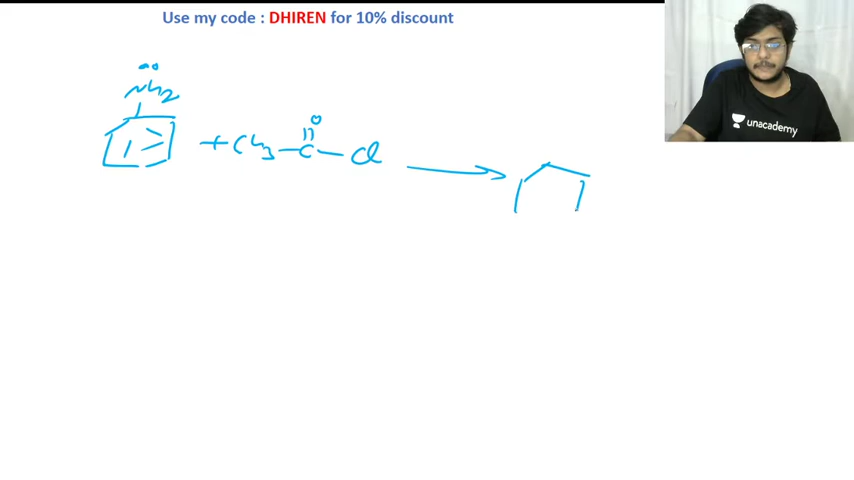 Use my code : DHIREN for 10% discount
NH2
O
+ CH3 - C - Cl
unacademy